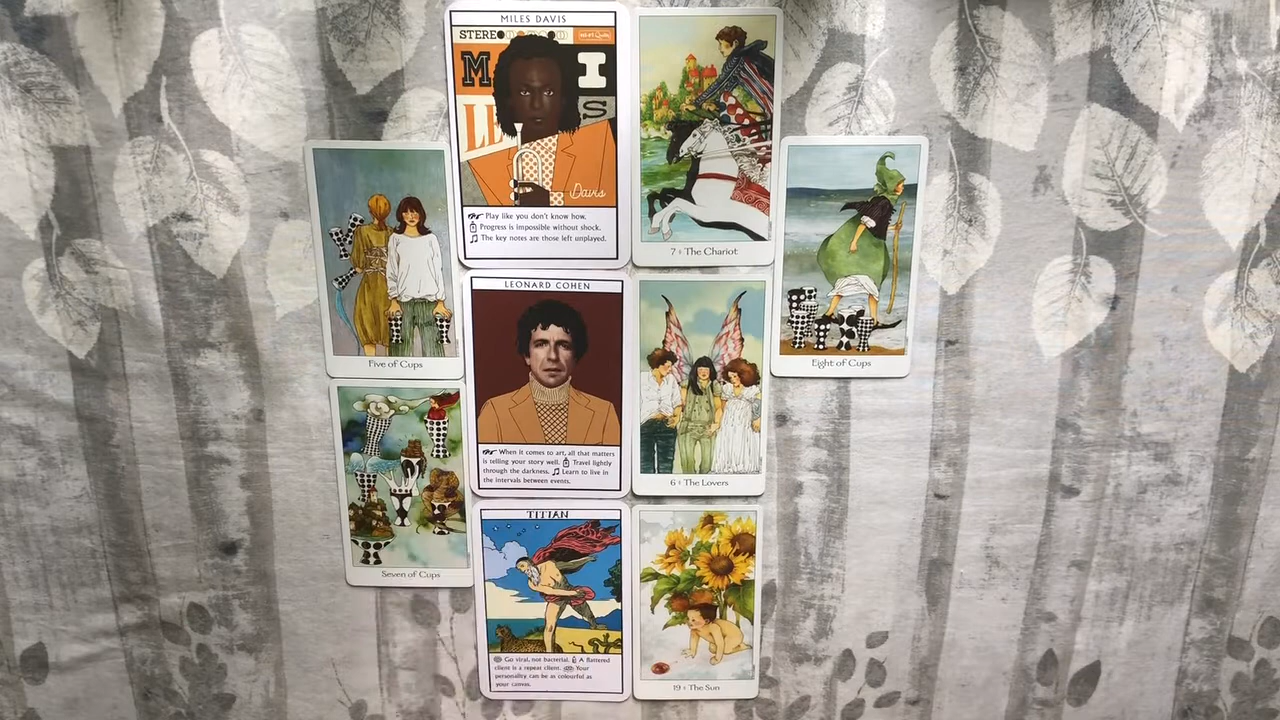 MILES DAVIS
STEREO
M I
LE S
Davis
Play like you don't know how.
Progress is impossible without shock.
The key notes are those left unplayed.
7 The Chariot
Five of Cups
Eight of Cups
LEONARD COHEN
When it comes to art, all that matters
is telling your story well. Travel lightly
through the darkness. Learn to live in
the intervals between events.
6 The Lovers
Seven of Cups
TITIAN
Go viral, not bacterial. A flattered
client is a repeat client. Your
personality can be as colourful as
your canvas.
19 The Sun